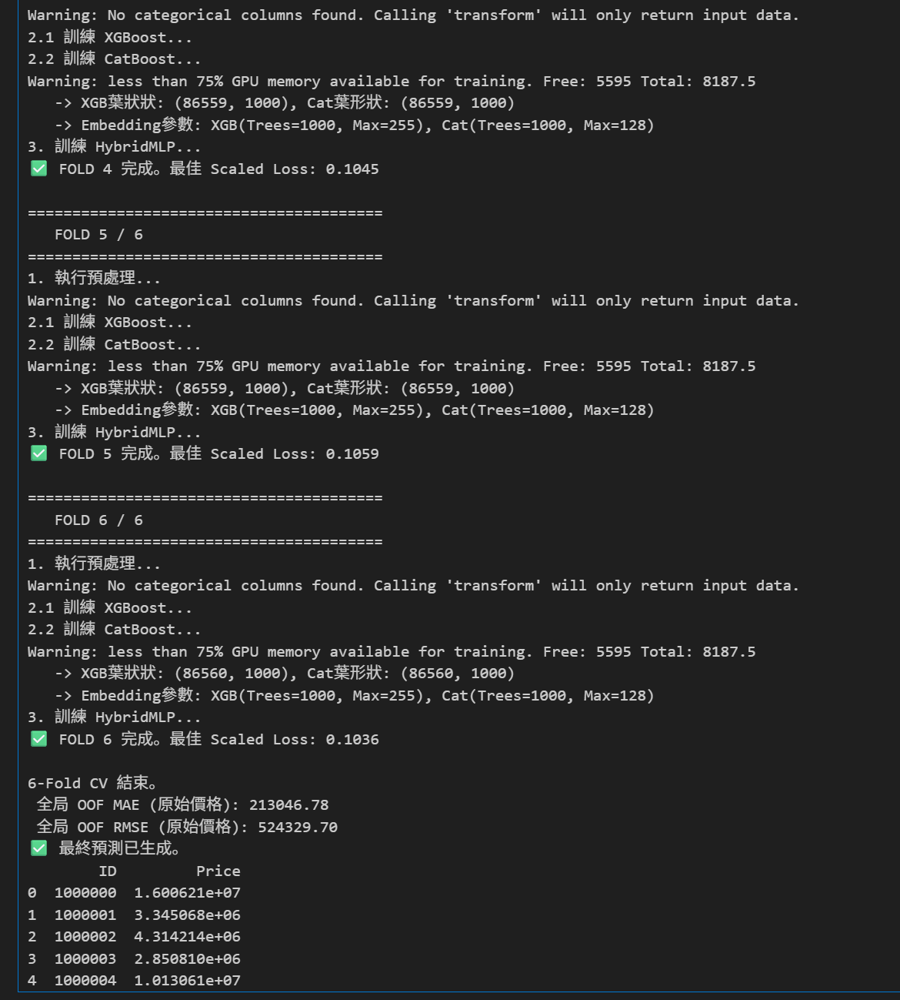 Warning: No categorical columns found. Calling 'transform' will only return input data.
2.1 訓練 XGBoost...
2.2 訓練 CatBoost...
Warning: less than 75% GPU memory available for training. Free: 5595 Total: 8187.5
   -> XGB葉狀狀: (86559, 1000), Cat葉形狀: (86559, 1000)
   -> Embedding參數: XGB(Trees=1000, Max=255), Cat(Trees=1000, Max=128)
3. 訓練 HybridMLP...
✅ FOLD 4 完成。最佳 Scaled Loss: 0.1045
========================================
   FOLD 5 / 6
========================================
1. 執行預處理...
Warning: No categorical columns found. Calling 'transform' will only return input data.
2.1 訓練 XGBoost...
2.2 訓練 CatBoost...
Warning: less than 75% GPU memory available for training. Free: 5595 Total: 8187.5
   -> XGB葉狀狀: (86559, 1000), Cat葉形狀: (86559, 1000)
   -> Embedding參數: XGB(Trees=1000, Max=255), Cat(Trees=1000, Max=128)
3. 訓練 HybridMLP...
✅ FOLD 5 完成。最佳 Scaled Loss: 0.1059
========================================
   FOLD 6 / 6
========================================
1. 執行預處理...
Warning: No categorical columns found. Calling 'transform' will only return input data.
2.1 訓練 XGBoost...
2.2 訓練 CatBoost...
Warning: less than 75% GPU memory available for training. Free: 5595 Total: 8187.5
   -> XGB葉狀狀: (86560, 1000), Cat葉形狀: (86560, 1000)
   -> Embedding參數: XGB(Trees=1000, Max=255), Cat(Trees=1000, Max=128)
3. 訓練 HybridMLP...
✅ FOLD 6 完成。最佳 Scaled Loss: 0.1036
6-Fold CV 結束。
 全局 OOF MAE (原始價格): 213046.78
 全局 OOF RMSE (原始價格): 524329.70
✅ 最終預測已生成。
        ID         Price
0  1000000  1.600621e+07
1  1000001  3.345068e+06
2  1000002  4.314214e+06
3  1000003  2.850810e+06
4  1000004  1.013061e+07